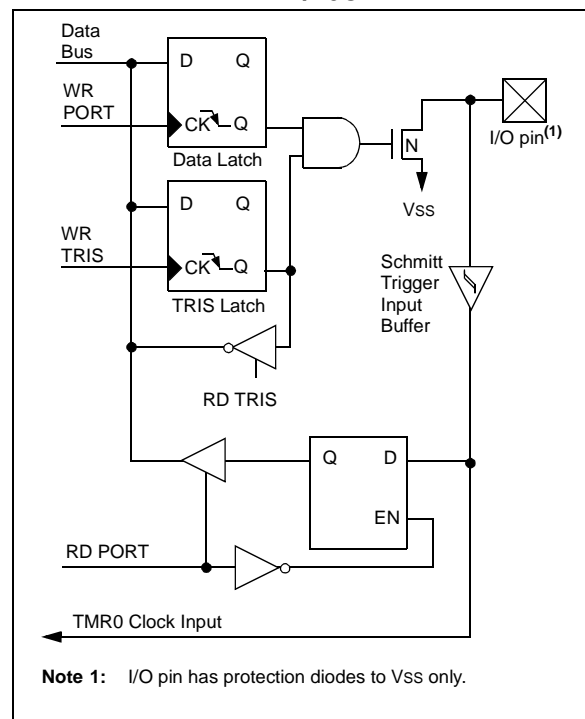 Data
Bus
D Q
WR
PORT
CK Q
Data Latch
N
I/O pin(1)
VSS
D Q
WR
TRIS
CK Q
TRIS Latch
Schmitt
Trigger
Input
Buffer
RD TRIS
Q D
EN
RD PORT
TMR0 Clock Input
Note 1: I/O pin has protection diodes to VSS only.